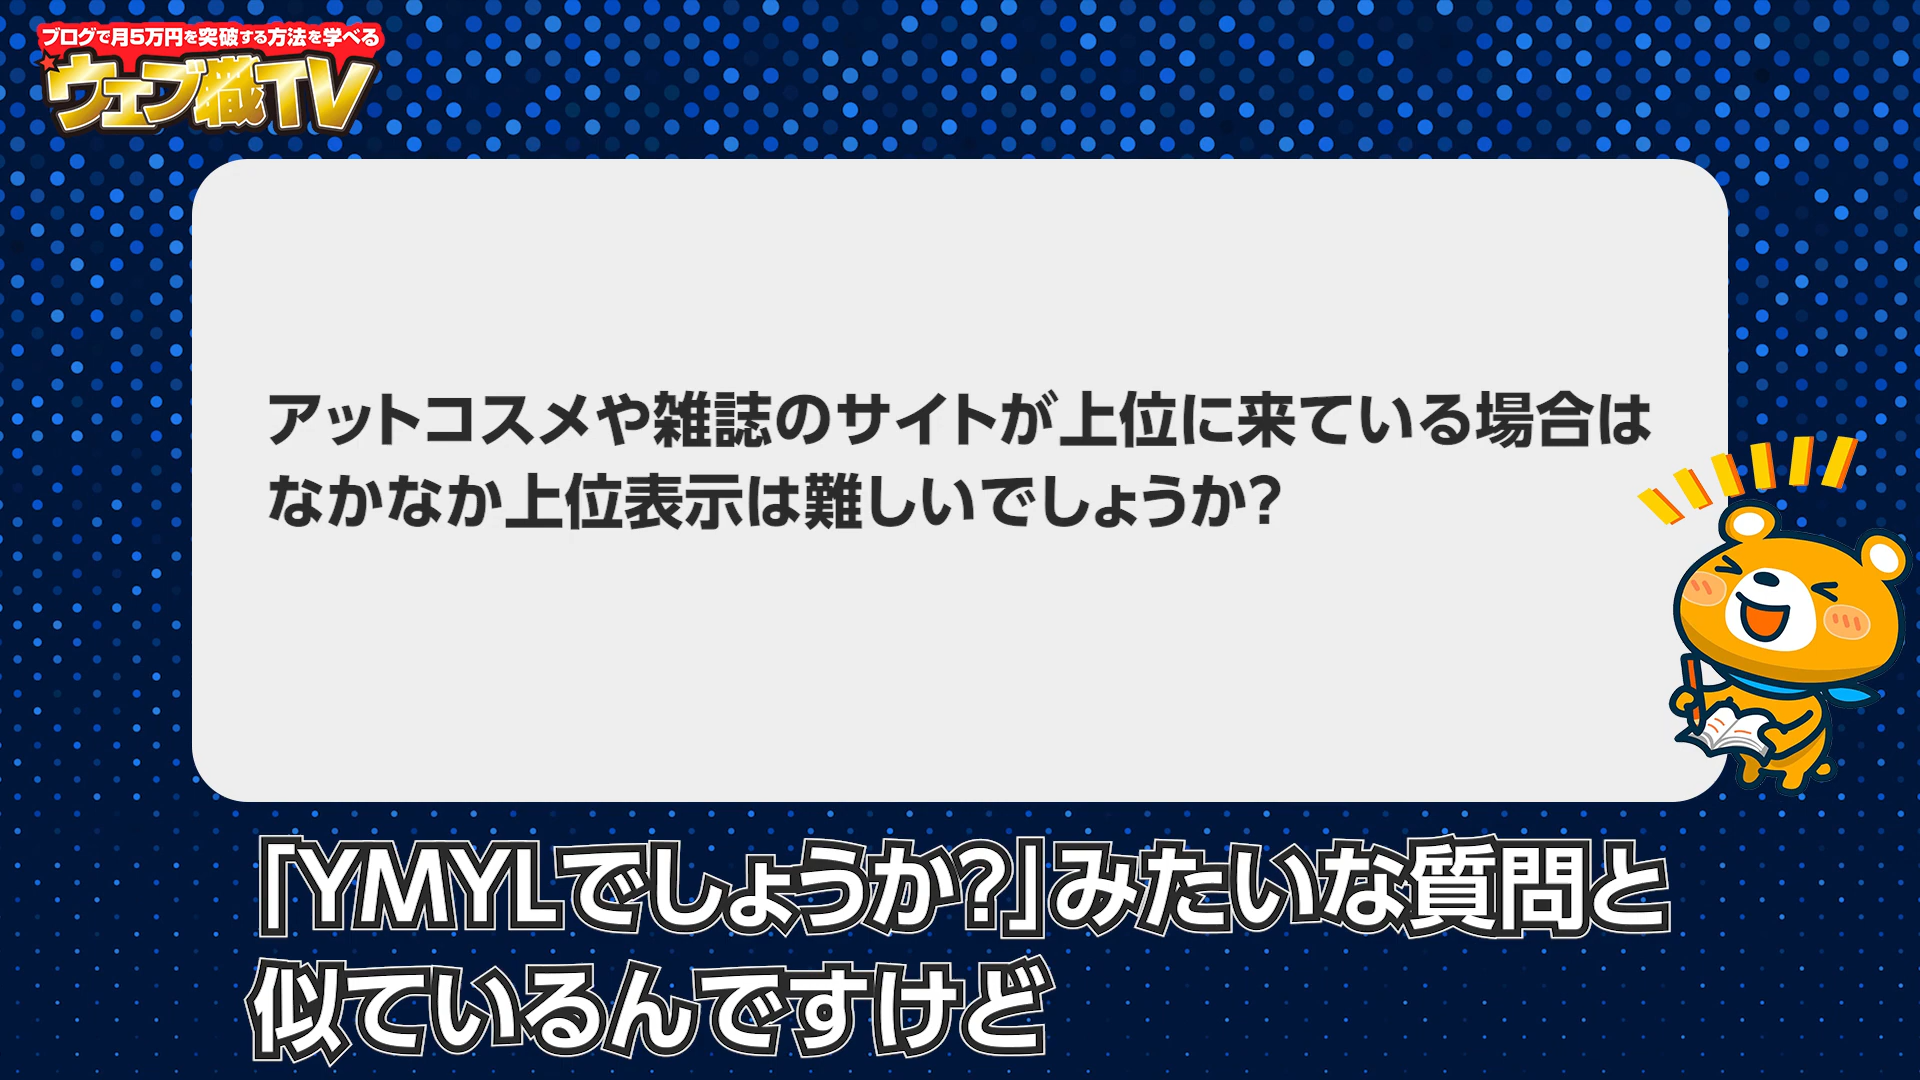 ブログで月5万円を突破する方法を学べる
ウェブ職TV
アットコスメや雑誌のサイトが上位に来ている場合は
なかなか上位表示は難しいでしょうか?
「YMYLでしょうか?」みたいな質問と
似ているんですけど